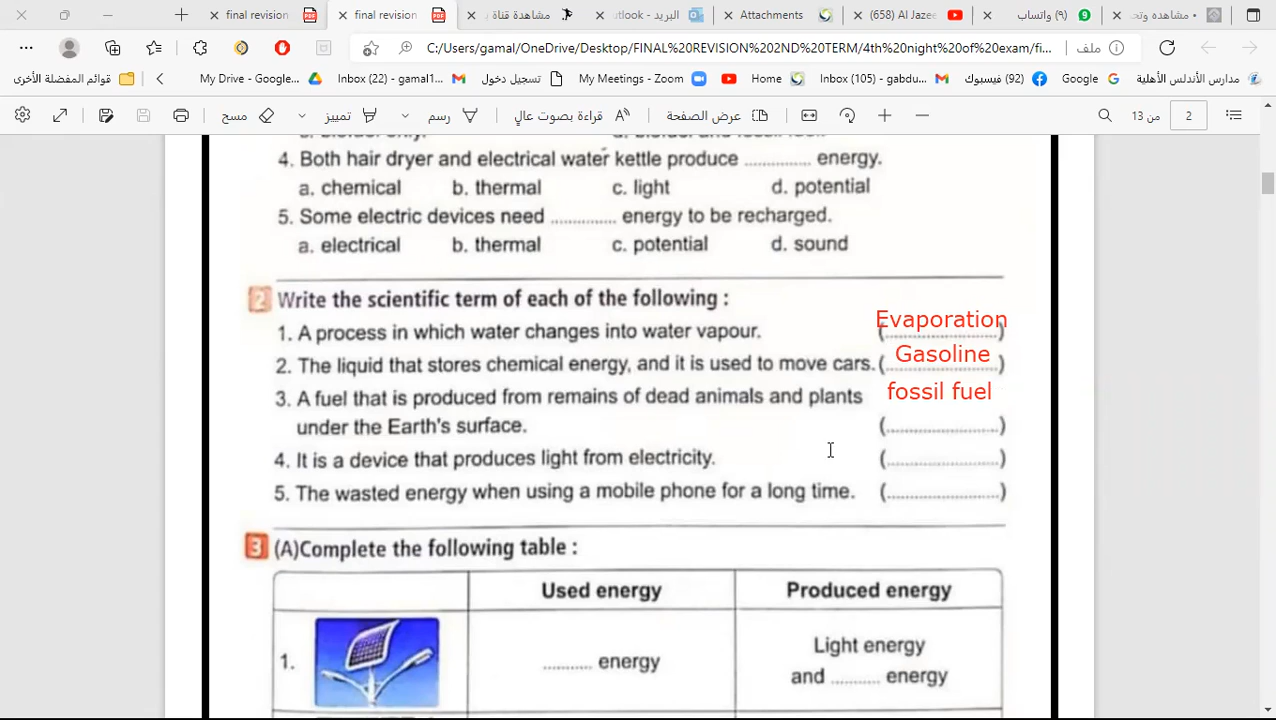 final revision
final revision
مشاهدة قناة
البريد - utlook
Attachments
(658) Al Jazee
(٩) واتساب
مشاهده وتحـ •
C:/Users/gamal/OneDrive/Desktop/FINAL%20REVISION%202ND%20TERM/4th%20night%20of%20exam/fi...
ملف
قوائم المفضلة الأخرى
My Drive - Google...
Inbox (22) - gamal1...
تسجيل دخول
My Meetings - Zoom
Home
Inbox (105) - gabdu...
(92) فيسبوك
Google
مدارس الأندلس الأهلية
مسح
تمييز
رسم
قراءة بصوت عالٍ
عرض الصفحة
2
من 13
4. Both hair dryer and electrical water kettle produce ............. energy.
a. chemical b. thermal c. light d. potential
5. Some electric devices need ............. energy to be recharged.
a. electrical b. thermal c. potential d. sound
2 Write the scientific term of each of the following :
1. A process in which water changes into water vapour. (......................)
Evaporation
2. The liquid that stores chemical energy, and it is used to move cars. (......................)
Gasoline
3. A fuel that is produced from remains of dead animals and plants
fossil fuel
under the Earth's surface. (......................)
4. It is a device that produces light from electricity. (......................)
5. The wasted energy when using a mobile phone for a long time. (......................)
3 (A)Complete the following table :
Used energy Produced energy
1. .......... energy
Light energy
and .......... energy